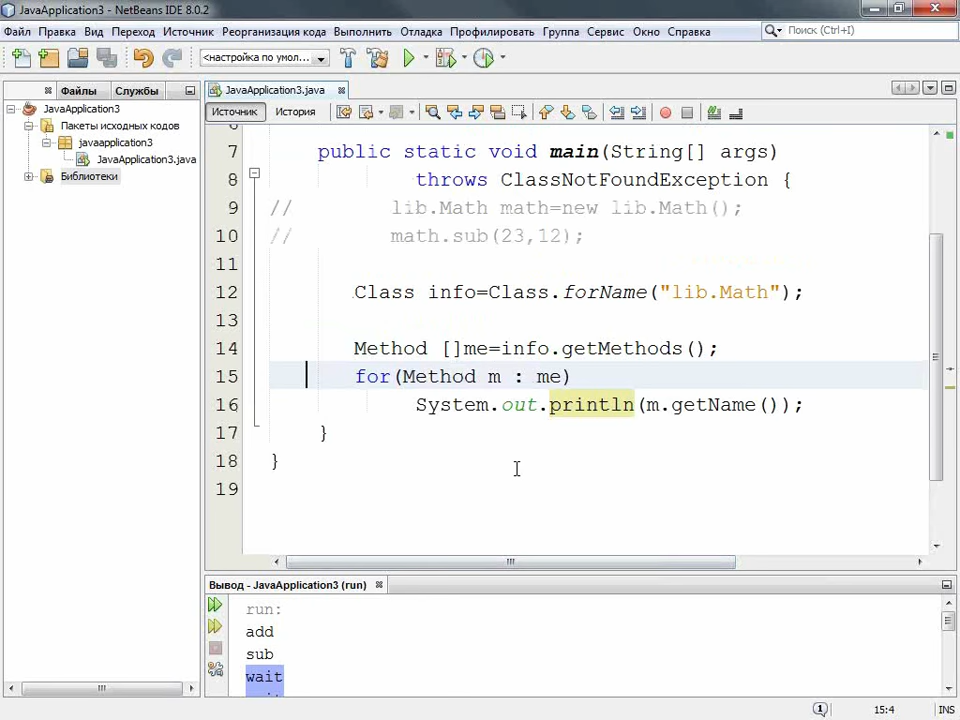 JavaApplication3 - NetBeans IDE 8.0.2
Файл Правка Вид Переход Источник Реорганизация кода Выполнить Отладка Профилировать Группа Сервис Окно Справка
Поиск (Ctrl+I)
<настройка по умол...
Файлы Службы
JavaApplication3.java
JavaApplication3
Пакеты исходных кодов
javaapplication3
JavaApplication3.java
Библиотеки
Источник История
7 public static void main(String[] args)
8 throws ClassNotFoundException {
9 // lib.Math math=new lib.Math();
10 // math.sub(23,12);
11
12 Class info=Class.forName("lib.Math");
13
14 Method []me=info.getMethods();
15 for(Method m : me)
16 System.out.println(m.getName());
17 }
18 }
19
Вывод - JavaApplication3 (run)
run:
add
sub
wait
1 15:4 INS